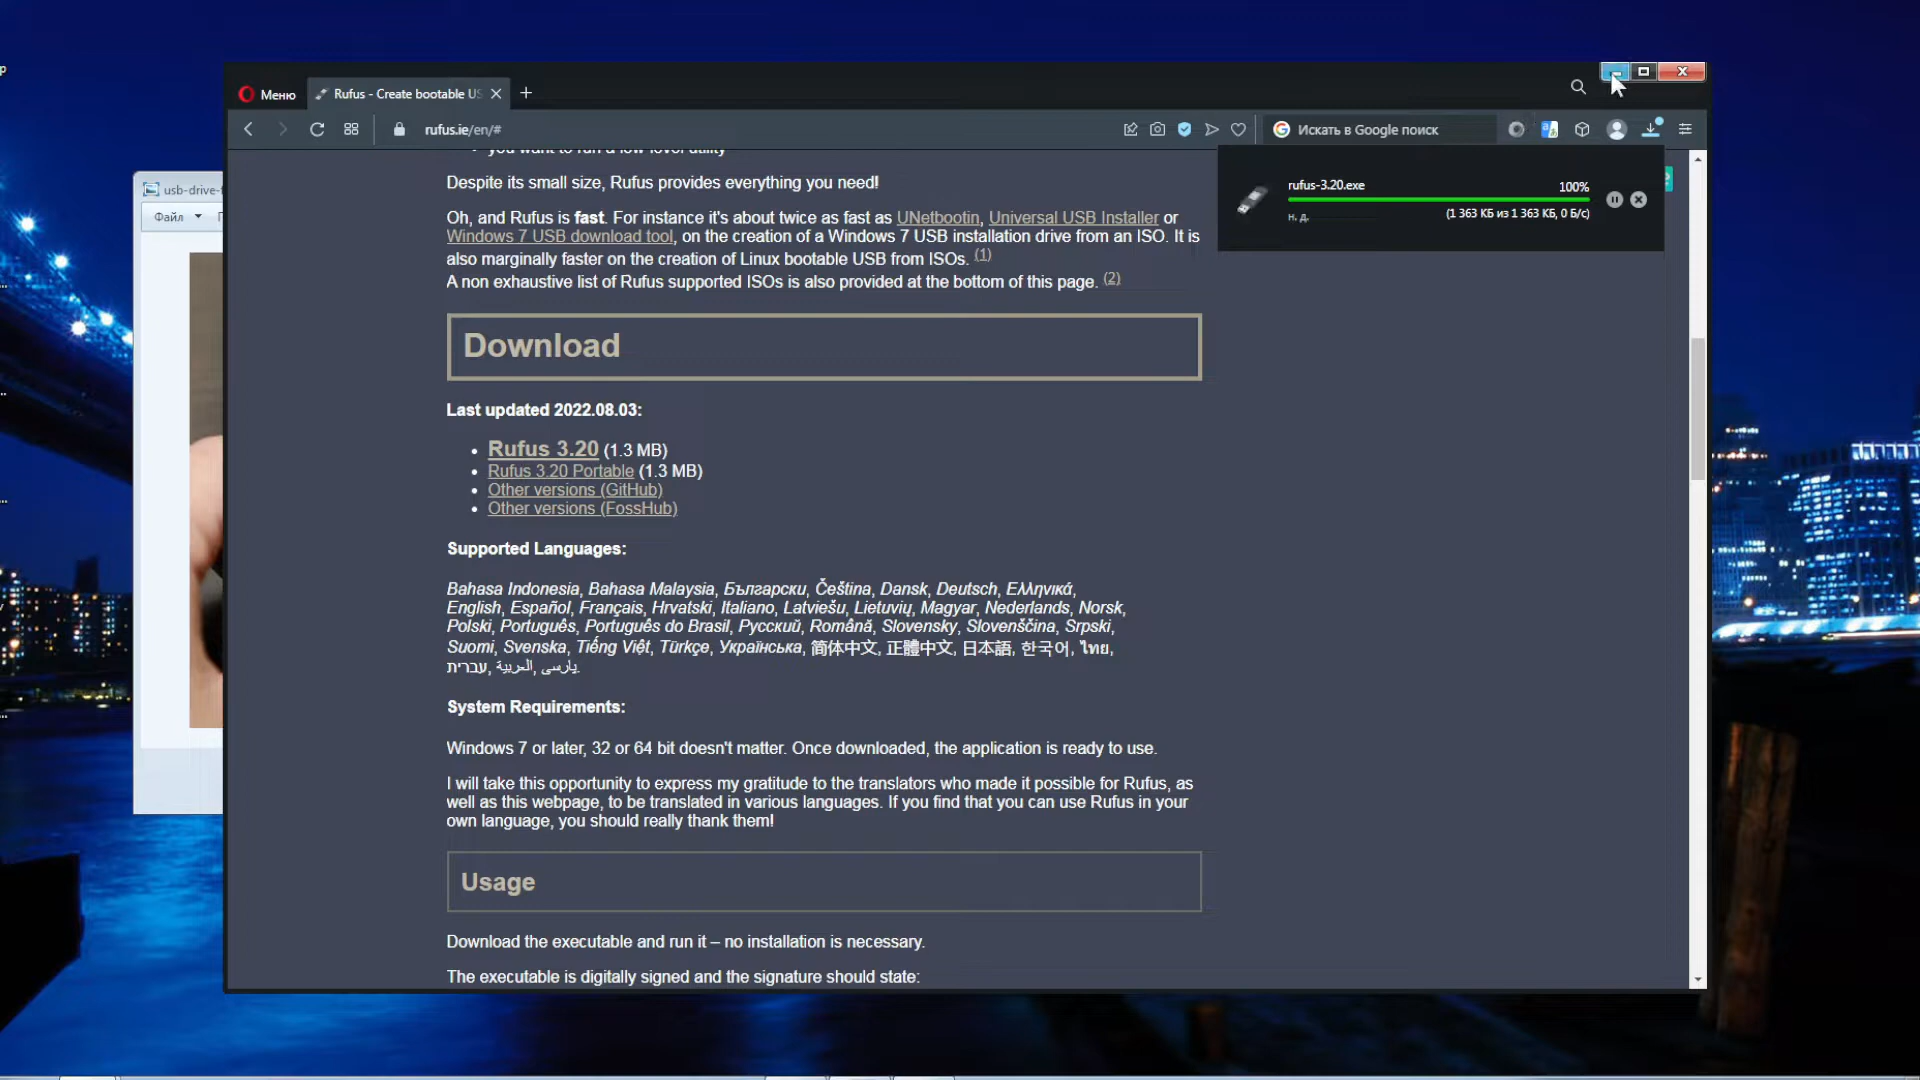 Меню
Rufus - Create bootable US
rufus.ie/en/#
Искать в Google поиск
usb-drive-
Файл
rufus-3.20.exe
100%
н. д.
(1 363 КБ из 1 363 КБ, 0 Б/с)
you want to run a low-level utility
Despite its small size, Rufus provides everything you need!
Oh, and Rufus is fast. For instance it's about twice as fast as UNetbootin, Universal USB Installer or
Windows 7 USB download tool, on the creation of a Windows 7 USB installation drive from an ISO. It is
also marginally faster on the creation of Linux bootable USB from ISOs. (1)
A non exhaustive list of Rufus supported ISOs is also provided at the bottom of this page. (2)
Download
Last updated 2022.08.03:
• Rufus 3.20 (1.3 MB)
• Rufus 3.20 Portable (1.3 MB)
• Other versions (GitHub)
• Other versions (FossHub)
Supported Languages:
Bahasa Indonesia, Bahasa Malaysia, Български, Čeština, Dansk, Deutsch, Ελληνικά,
English, Español, Français, Hrvatski, Italiano, Latviešu, Lietuvių, Magyar, Nederlands, Norsk,
Polski, Português, Português do Brasil, Русский, Română, Slovensky, Slovenščina, Srpski,
Suomi, Svenska, Tiếng Việt, Türkçe, Українська, 简体中文, 正體中文, 日本語, 한국어, ไทย,
עברית, العربية, پارسی.
System Requirements:
Windows 7 or later, 32 or 64 bit doesn't matter. Once downloaded, the application is ready to use.
I will take this opportunity to express my gratitude to the translators who made it possible for Rufus, as
well as this webpage, to be translated in various languages. If you find that you can use Rufus in your
own language, you should really thank them!
Usage
Download the executable and run it – no installation is necessary.
The executable is digitally signed and the signature should state: